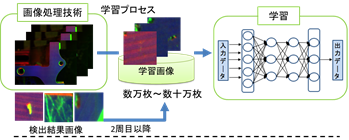 学習プロセス
画像処理技術
学習画像
数万枚～数十万枚
検出結果画像
2周目以降
学習
入力データ
出力データ